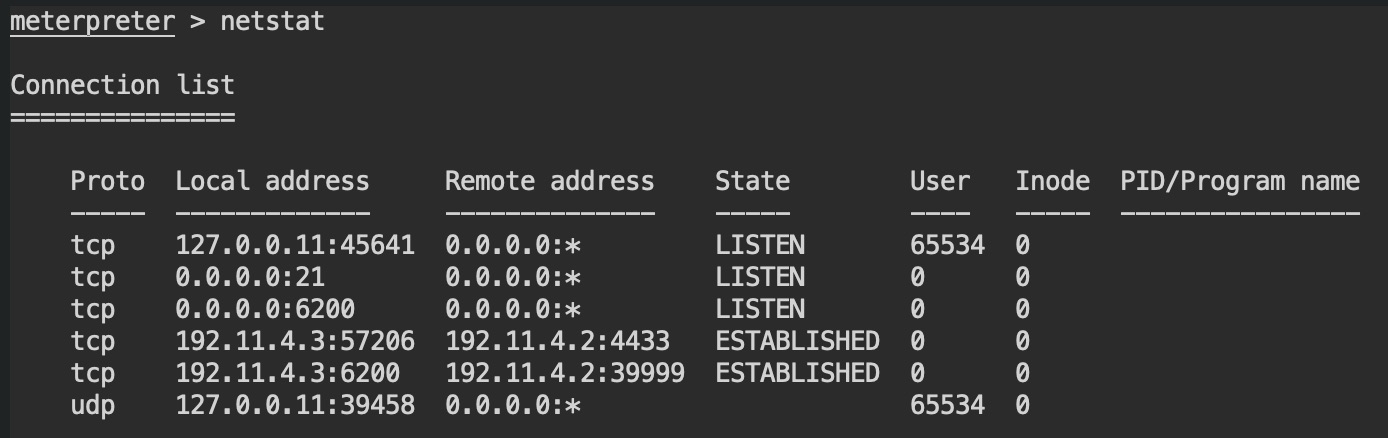 meterpreter > netstat
Connection list
===============
Proto  Local address      Remote address      State        User   Inode  PID/Program name
-----  -------------      --------------      -----        ----   -----  ----------------
tcp    127.0.0.11:45641   0.0.0.0:*           LISTEN       65534  0
tcp    0.0.0.0:21         0.0.0.0:*           LISTEN       0      0
tcp    0.0.0.0:6200       0.0.0.0:*           LISTEN       0      0
tcp    192.11.4.3:57206   192.11.4.2:4433     ESTABLISHED  0      0
tcp    192.11.4.3:6200    192.11.4.2:39999    ESTABLISHED  0      0
udp    127.0.0.11:39458   0.0.0.0:*                        65534  0